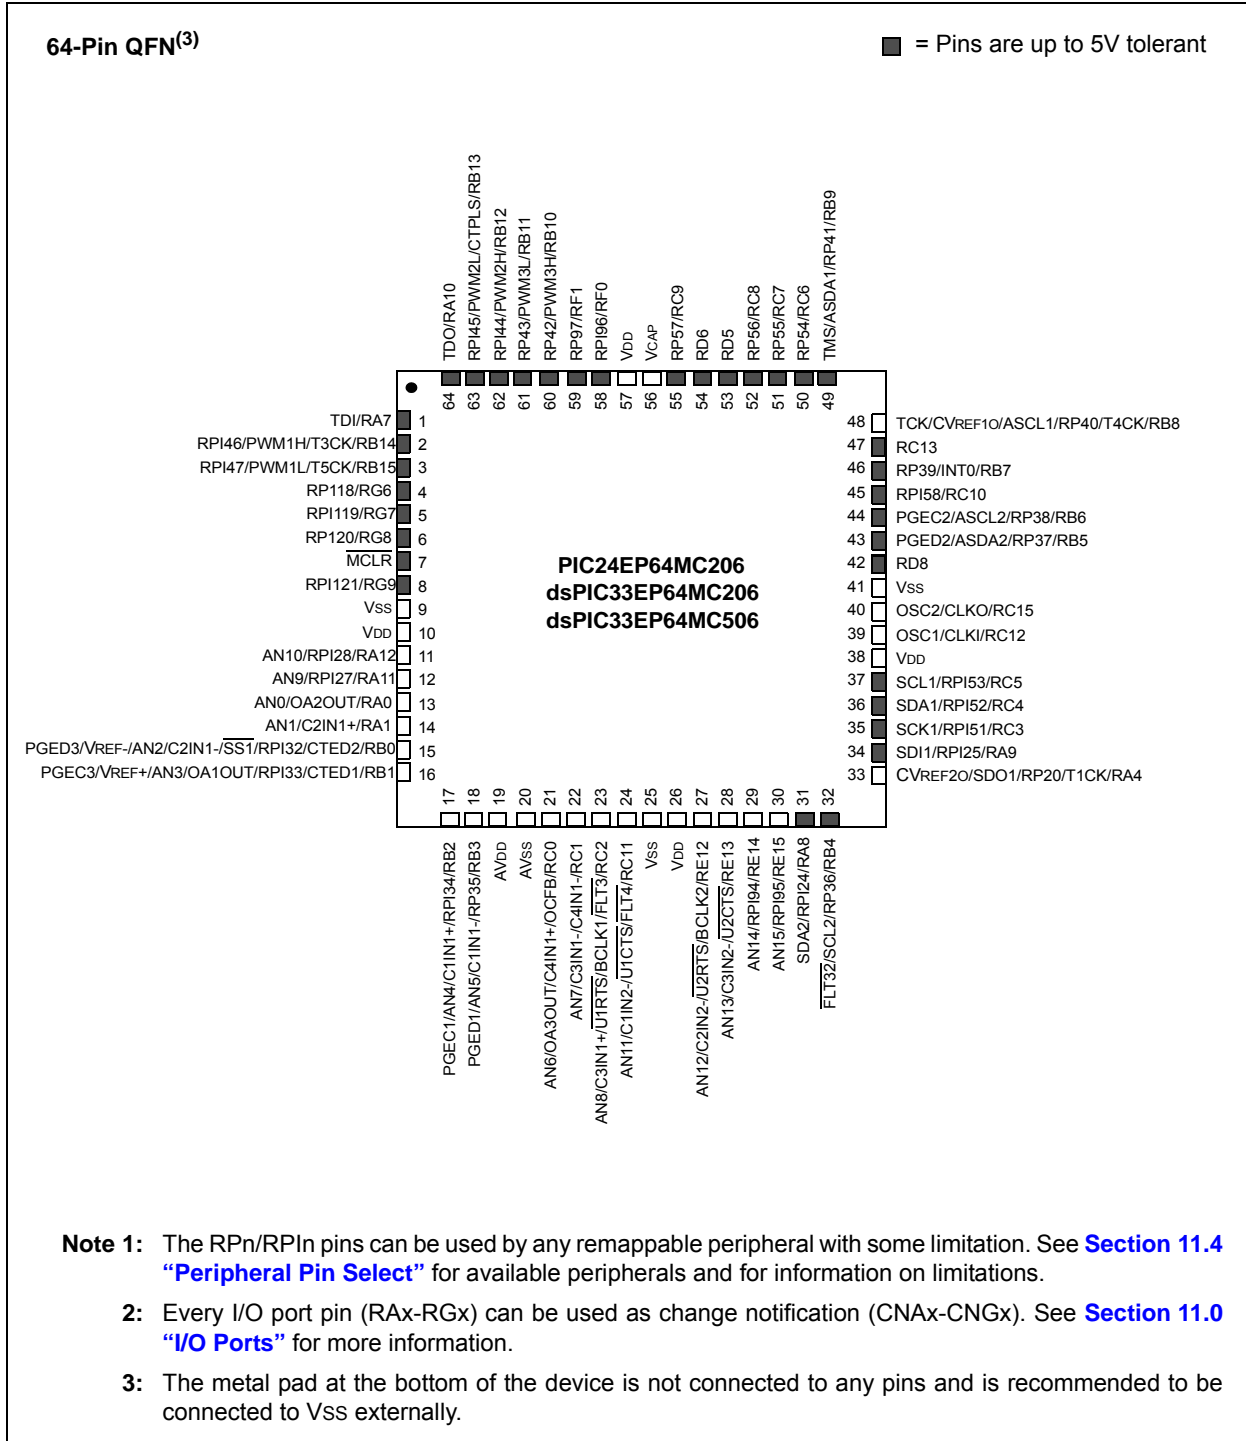 64-Pin QFN(3)
= Pins are up to 5V tolerant
TDO/RA10
RPI45/PWM2L/CTPLS/RB13
RPI44/PWM2H/RB12
RP43/PWM3L/RB11
RP42/PWM3H/RB10
RP97/RF1
RPI96/RF0
VDD
VCAP
RP57/RC9
RD6
RD5
RP56/RC8
RP55/RC7
RP54/RC6
TMS/ASDA1/RP41/RB9
64 63 62 61 60 59 58 57 56 55 54 53 52 51 50 49
TDI/RA7 1
RPI46/PWM1H/T3CK/RB14 2
RPI47/PWM1L/T5CK/RB15 3
RP118/RG6 4
RPI119/RG7 5
RP120/RG8 6
MCLR 7
RPI121/RG9 8
VSS 9
VDD 10
AN10/RPI28/RA12 11
AN9/RPI27/RA11 12
AN0/OA2OUT/RA0 13
AN1/C2IN1+/RA1 14
PGED3/VREF-/AN2/C2IN1-/SS1/RPI32/CTED2/RB0 15
PGEC3/VREF+/AN3/OA1OUT/RPI33/CTED1/RB1 16
PIC24EP64MC206
dsPIC33EP64MC206
dsPIC33EP64MC506
48 TCK/CVREF1O/ASCL1/RP40/T4CK/RB8
47 RC13
46 RP39/INT0/RB7
45 RPI58/RC10
44 PGEC2/ASCL2/RP38/RB6
43 PGED2/ASDA2/RP37/RB5
42 RD8
41 VSS
40 OSC2/CLKO/RC15
39 OSC1/CLKI/RC12
38 VDD
37 SCL1/RPI53/RC5
36 SDA1/RPI52/RC4
35 SCK1/RPI51/RC3
34 SDI1/RPI25/RA9
33 CVREF2O/SDO1/RP20/T1CK/RA4
17 18 19 20 21 22 23 24 25 26 27 28 29 30 31 32
PGEC1/AN4/C1IN1+/RPI34/RB2
PGED1/AN5/C1IN1-/RP35/RB3
AVDD
AVSS
AN6/OA3OUT/C4IN1+/OCFB/RC0
AN7/C3IN1-/C4IN1-/RC1
AN8/C3IN1+/U1RTS/BCLK1/FLT3/RC2
AN11/C1IN2-/U1CTS/FLT4/RC11
VSS
VDD
AN12/C2IN2-/U2RTS/BCLK2/RE12
AN13/C3IN2-/U2CTS/RE13
AN14/RPI94/RE14
AN15/RPI95/RE15
SDA2/RPI24/RA8
FLT32/SCL2/RP36/RB4
Note 1: The RPn/RPIn pins can be used by any remappable peripheral with some limitation. See Section 11.4
"Peripheral Pin Select" for available peripherals and for information on limitations.
2: Every I/O port pin (RAx-RGx) can be used as change notification (CNAx-CNGx). See Section 11.0
"I/O Ports" for more information.
3: The metal pad at the bottom of the device is not connected to any pins and is recommended to be
connected to VSS externally.